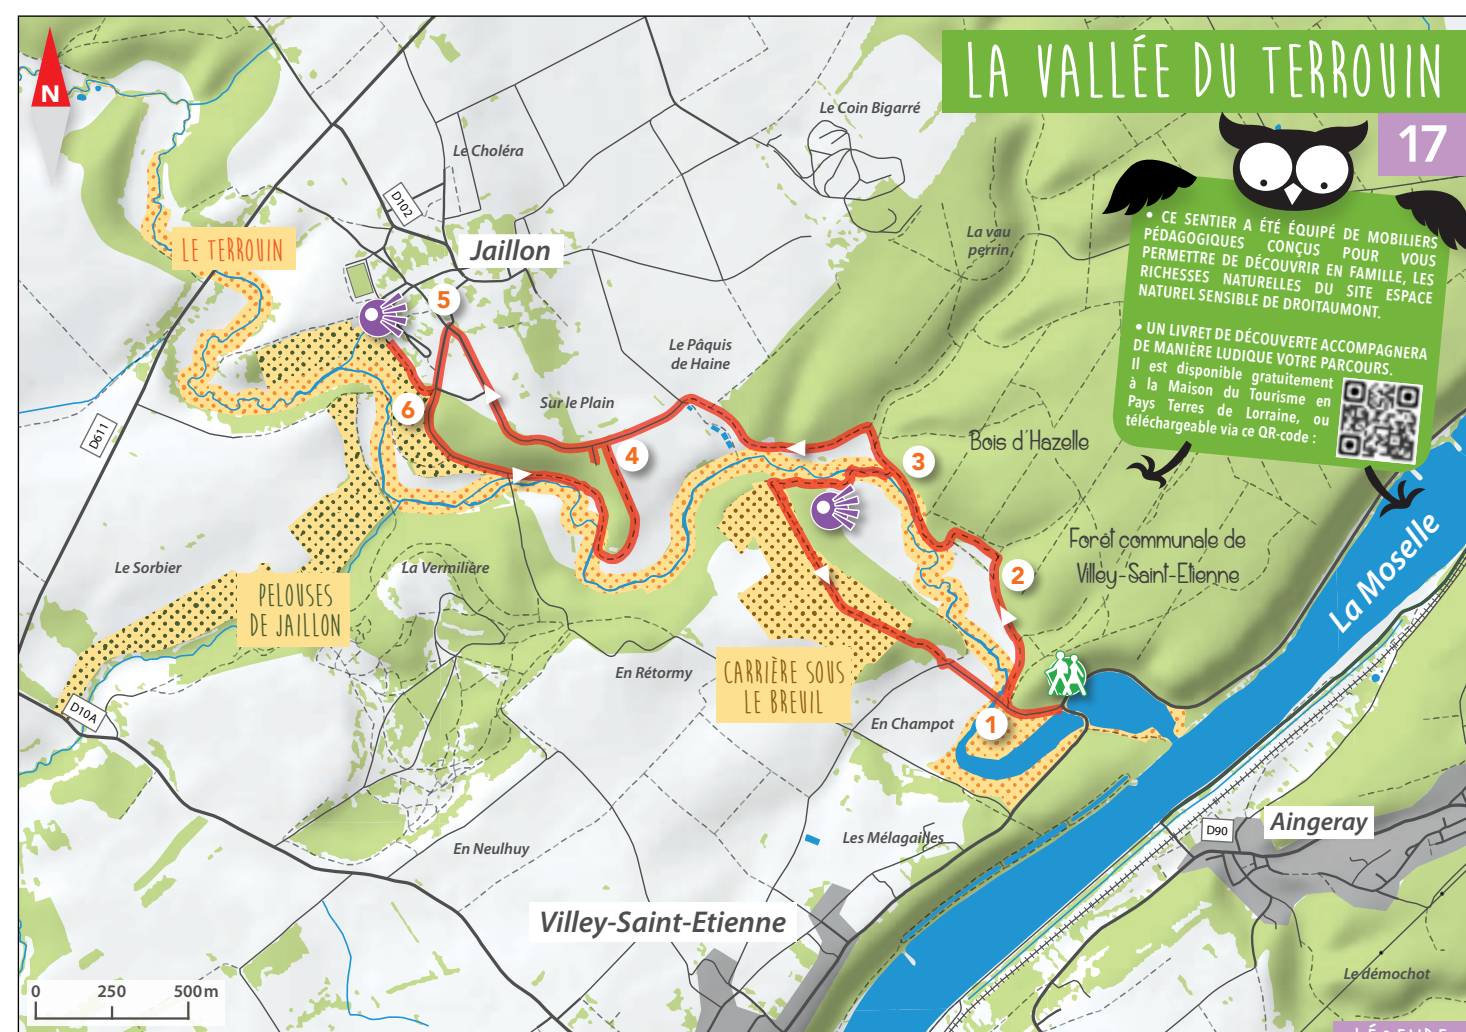 LA VALLÉE DU TERROUIN
17
N
• CE SENTIER A ÉTÉ ÉQUIPÉ DE MOBILIERS
PÉDAGOGIQUES CONÇUS POUR VOUS
PERMETTRE DE DÉCOUVRIR EN FAMILLE, LES
RICHESSES NATURELLES DU SITE ESPACE
NATUREL SENSIBLE DE DROITAUMONT.
• UN LIVRET DE DÉCOUVERTE ACCOMPAGNERA
DE MANIÈRE LUDIQUE VOTRE PARCOURS.
Il est disponible gratuitement
à la Maison du Tourisme en
Pays Terres de Lorraine, ou
téléchargeable via ce QR-code :
Le Coin Bigarré
Le Choléra
D102
LE TERROUIN
Jaillon
La vau
perrin
5
Le Pâquis
de Haine
Sur le Plain
6
D611
4
3
Bois d'Hazelle
Forêt communale de
Villey-Saint-Etienne
2
La Moselle
Le Sorbier
La Vermilière
PELOUSES
DE JAILLON
En Rétormy
CARRIÈRE SOUS
LE BREUIL
D10A
En Champot
1
Aingeray
D90
Les Mélagailles
En Neulhuy
Villey-Saint-Etienne
Le démochot
0 250 500 m